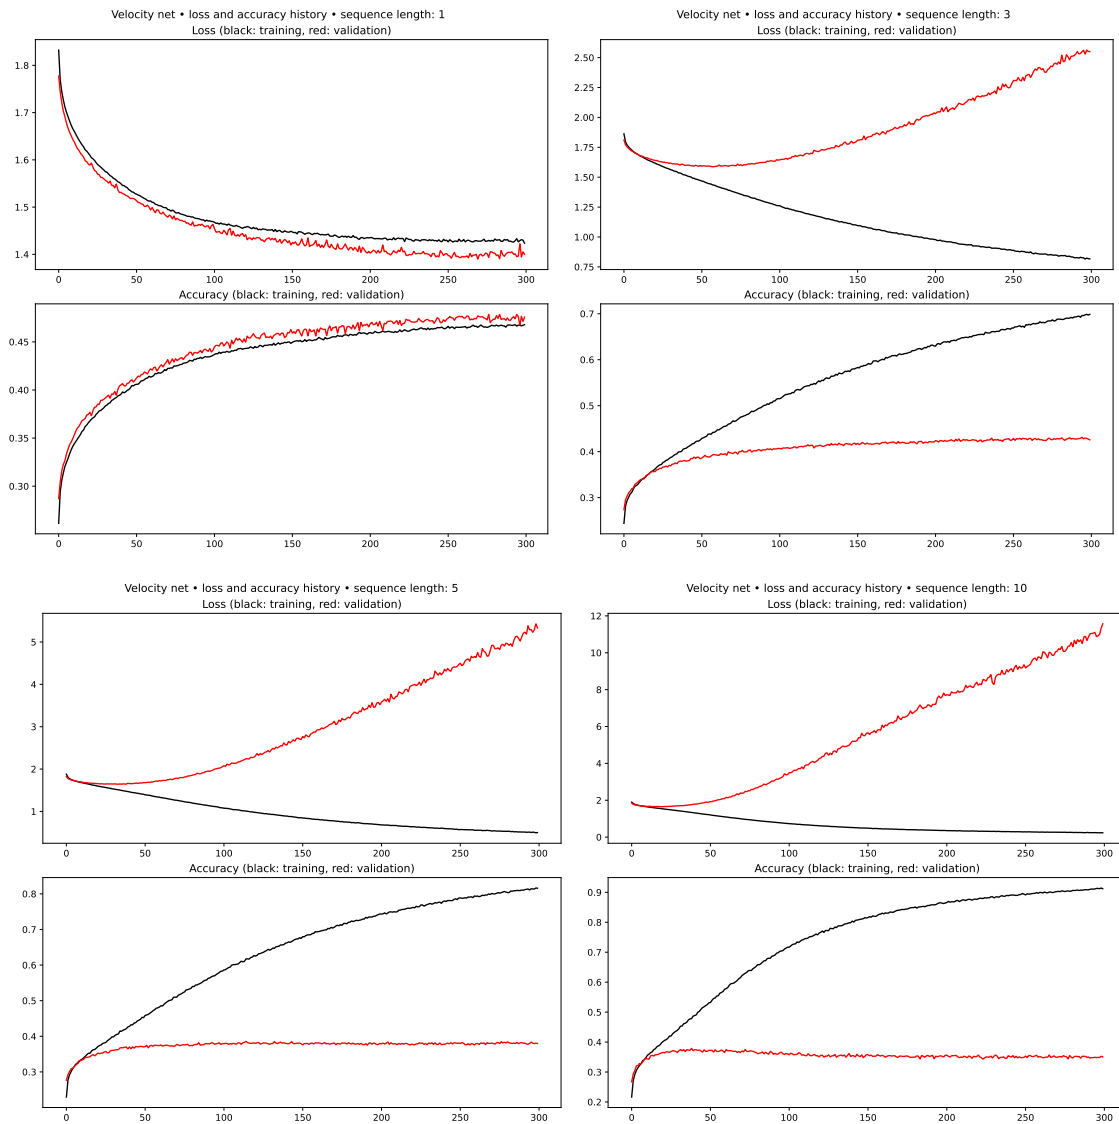 Velocity net • loss and accuracy history • sequence length: 1
Loss (black: training, red: validation)
1.8
1.7
1.6
1.5
1.4
0 50 100 150 200 250 300
Accuracy (black: training, red: validation)
0.45
0.40
0.35
0.30
0 50 100 150 200 250 300
Velocity net • loss and accuracy history • sequence length: 3
Loss (black: training, red: validation)
2.50
2.25
2.00
1.75
1.50
1.25
1.00
0.75
0 50 100 150 200 250 300
Accuracy (black: training, red: validation)
0.7
0.6
0.5
0.4
0.3
0 50 100 150 200 250 300
Velocity net • loss and accuracy history • sequence length: 5
Loss (black: training, red: validation)
5
4
3
2
1
0 50 100 150 200 250 300
Accuracy (black: training, red: validation)
0.8
0.7
0.6
0.5
0.4
0.3
0 50 100 150 200 250 300
Velocity net • loss and accuracy history • sequence length: 10
Loss (black: training, red: validation)
12
10
8
6
4
2
0
0 50 100 150 200 250 300
Accuracy (black: training, red: validation)
0.9
0.8
0.7
0.6
0.5
0.4
0.3
0.2
0 50 100 150 200 250 300